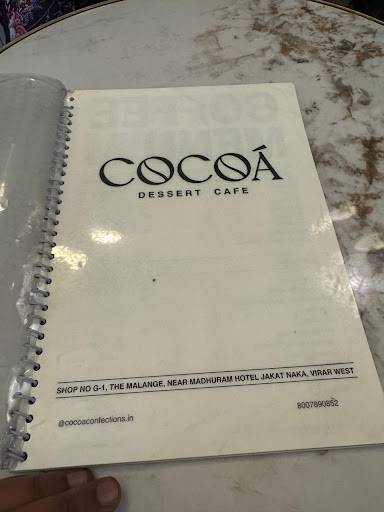 COCOÁ
DESSERT CAFE
SHOP NO G-1, THE MALANGE, NEAR MADHURAM HOTEL JAKAT NAKA, VIRAR WEST
@cocoaconfections.in
8007890852